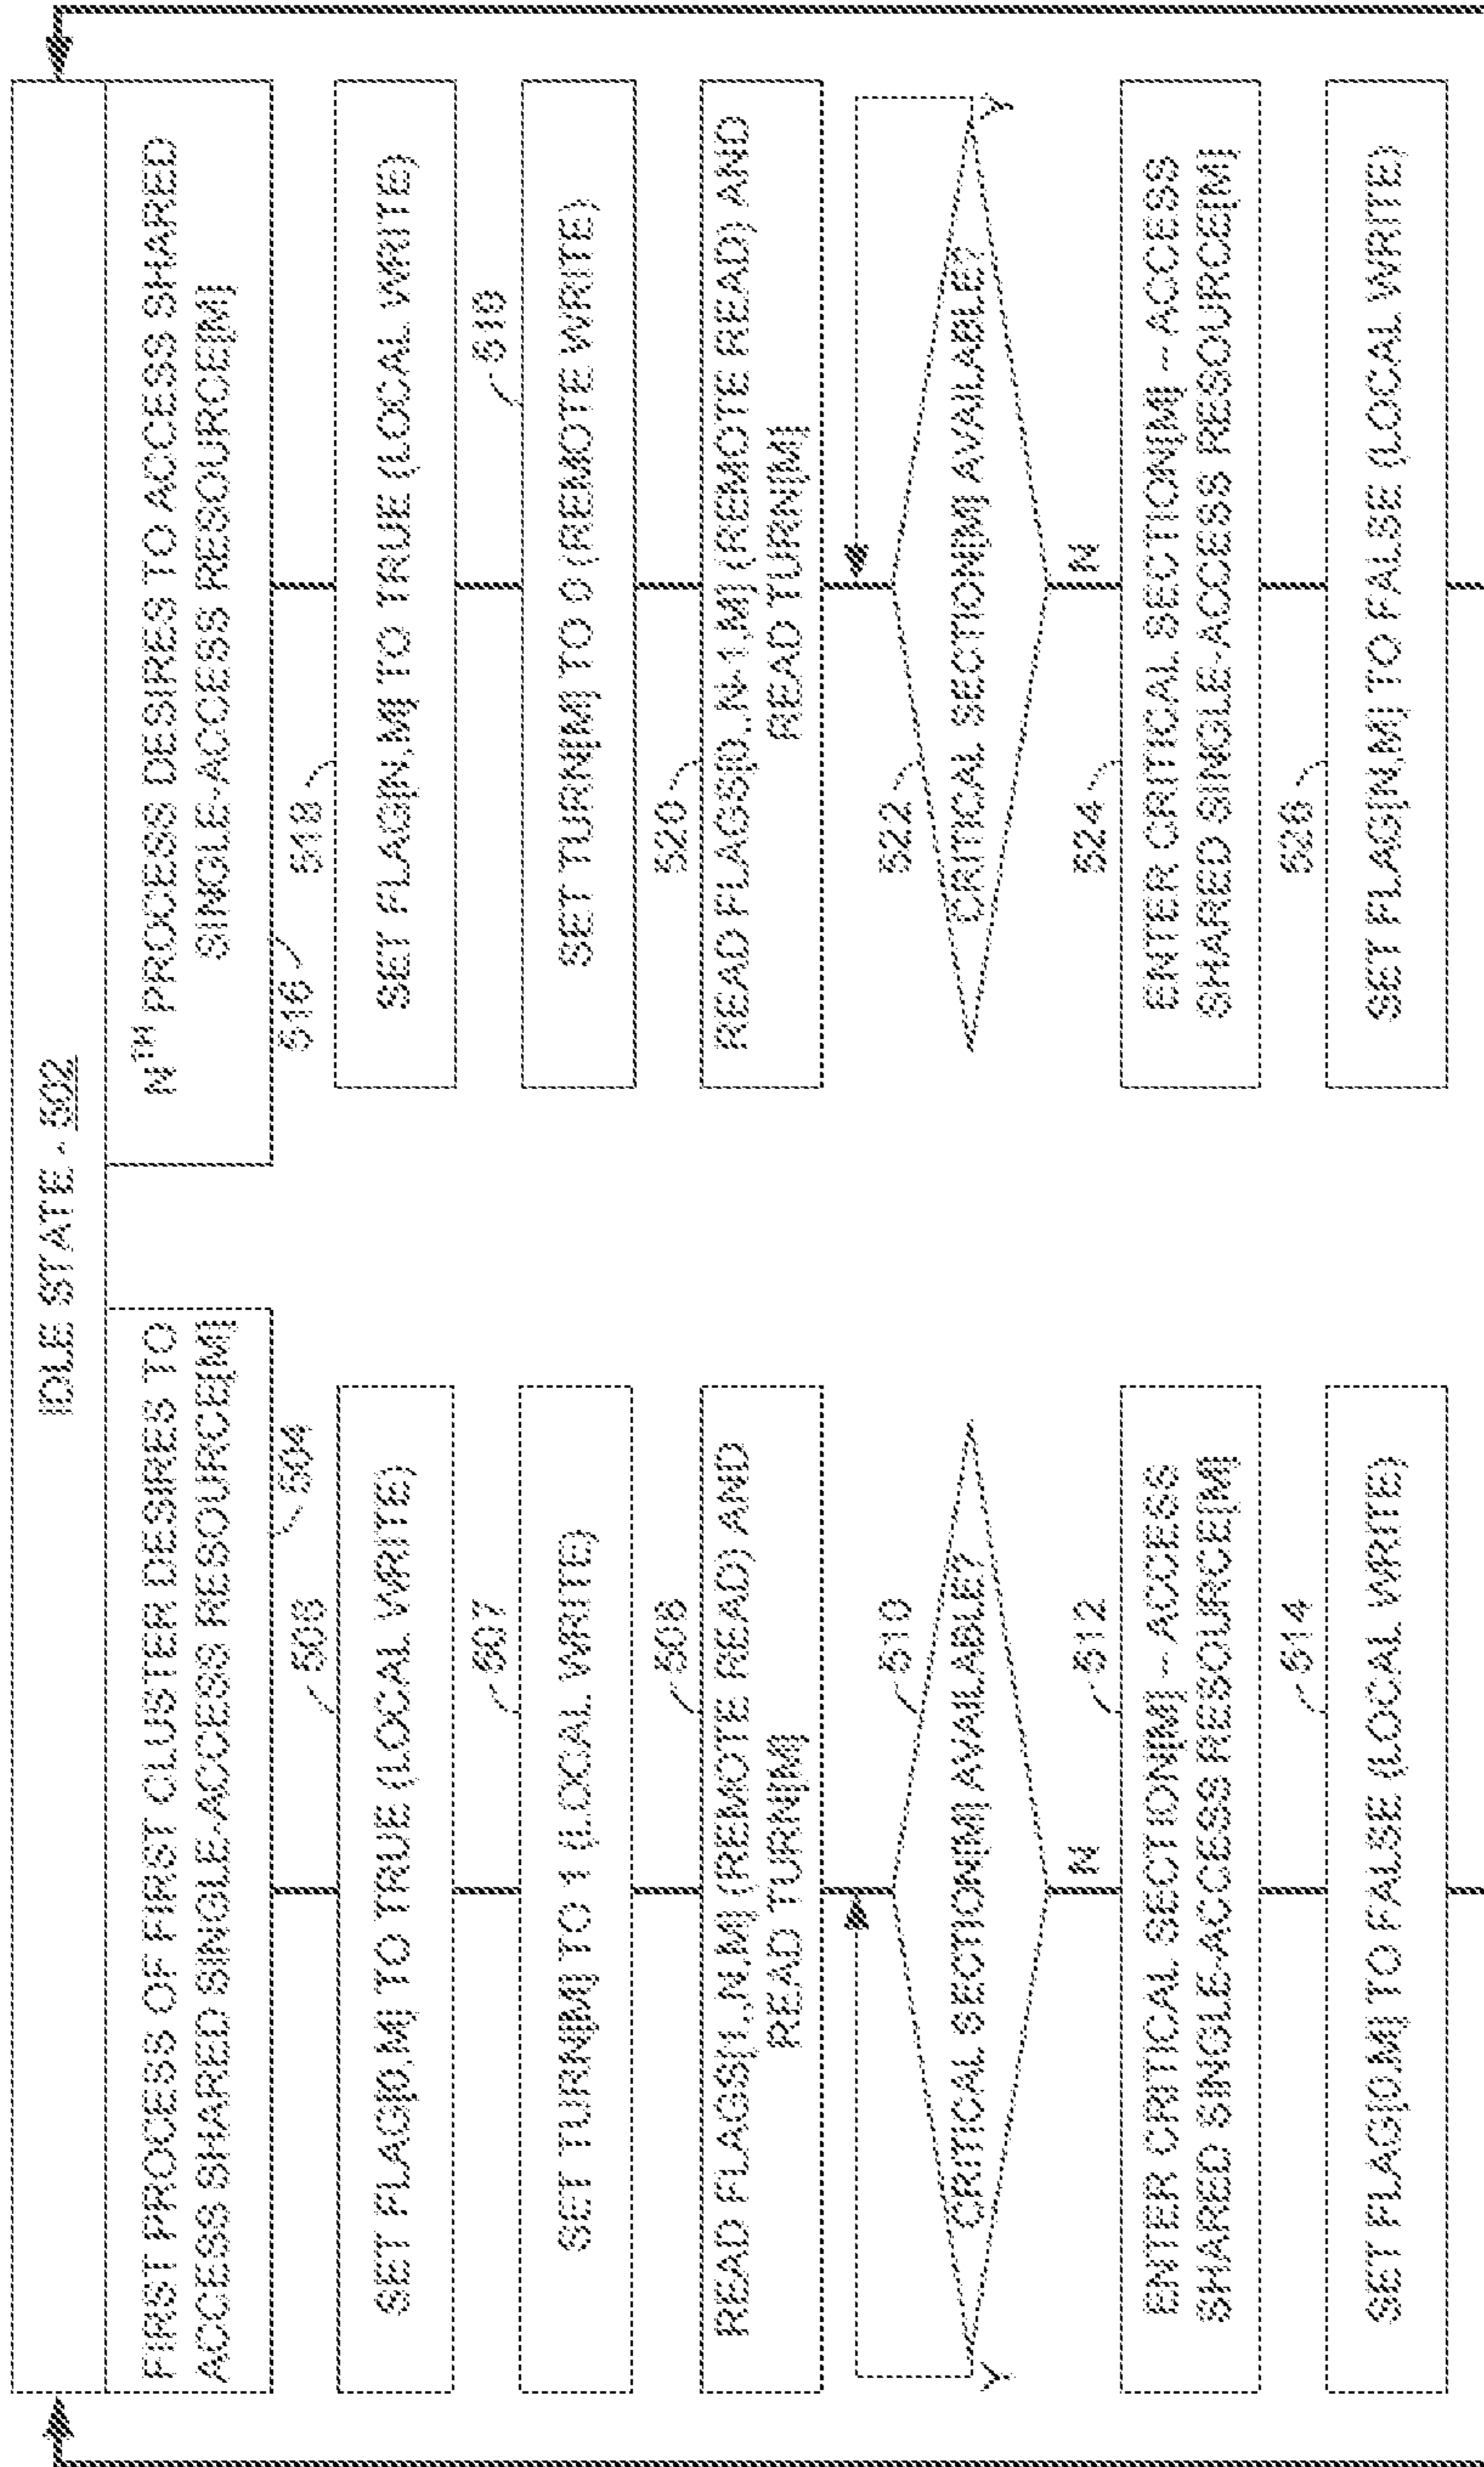 IDLE STATE - 502
FIRST PROCESS OF FIRST CLUSTER DESIRES TO
ACCESS SHARED SINGLE-ACCESS RESOURCE[M]
504
506
SET FLAG[0,M] TO TRUE (LOCAL WRITE)
507
SET TURN[M] TO 1 (LOCAL WRITE)
508
READ FLAGS[1..N,M] (REMOTE READ) AND
READ TURN[M]
510
CRITICAL SECTION[M] AVAILABLE?
Y
N
512
ENTER CRITICAL SECTION[M] -- ACCESS
SHARED SINGLE-ACCESS RESOURCE[M]
514
SET FLAG[0,M] TO FALSE (LOCAL WRITE)
NTH PROCESS DESIRES TO ACCESS SHARED
SINGLE-ACCESS RESOURCE[M]
516
518
SET FLAG[N,M] TO TRUE (LOCAL WRITE)
519
SET TURN[M] TO 0 (REMOTE WRITE)
520
READ FLAGS[0..N-1,M] (REMOTE READ) AND
READ TURN[M]
522
CRITICAL SECTION[M] AVAILABLE?
Y
N
524
ENTER CRITICAL SECTION[M] -- ACCESS
SHARED SINGLE-ACCESS RESOURCE[M]
526
SET FLAG[N,M] TO FALSE (LOCAL WRITE)